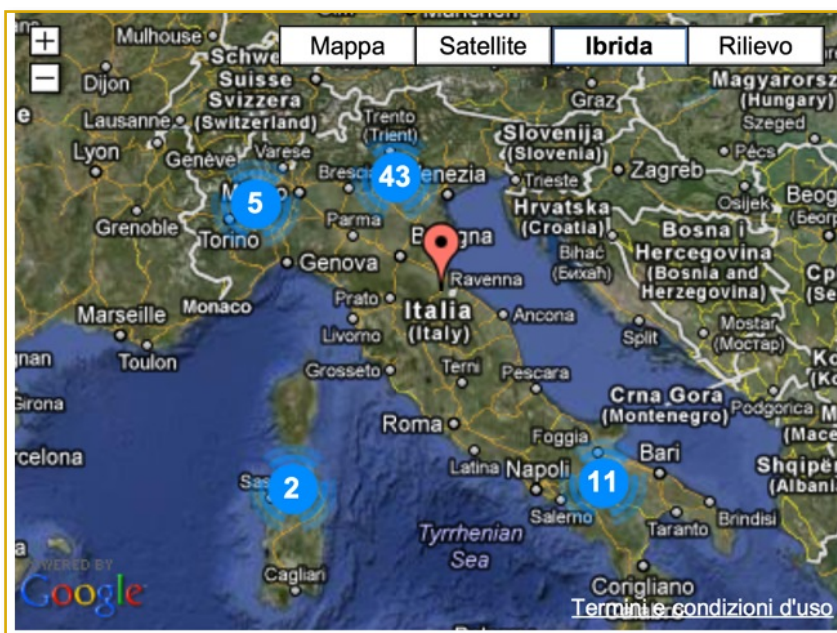 Mulhouse
Mappa
Satellite
Ibrida
Rilievo
Schwe
Suisse
Svizzera
(Switzerland)
Dijon
Lausanne
Lyon
Genève
Varese
Trento
(Trient)
Graz
Magyarorsz
(Hungary)
Szeged
Slovenija
(Slovenia)
Pécs
Zagreb
Trieste
Osijek
Beog
Hrvatska
(Croatia)
Grenoble
5
43
enezia
Torino
Parma
Genova
Ravenna
Bihać
(Бихаћ)
Bosna i
Hercegovina
(Bosnia and
Herzegovina)
Marseille
Monaco
Prato
Italia
(Italy)
Ancona
Split
Mostar
(Мостар)
Toulon
Livorno
Grosseto
Terni
Pescara
Crna Gora
(Montenegro)
Podgorica
Roma
Foggia
Bari
Shqipër
(Albani
Latina
Napoli
11
2
Salerno
Taranto
Brindisi
Tyrrhenian
Sea
Cagliari
POWERED BY
Google
Corigliano
Termini e condizioni d'uso